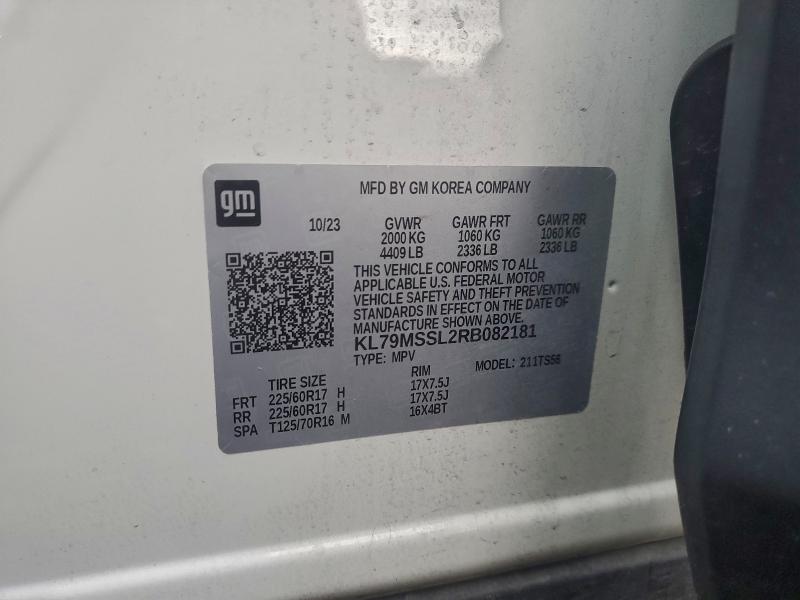 gm
MFD BY GM KOREA COMPANY
10/23 GVWR GAWR FRT GAWR RR
2000 KG 1060 KG 1060 KG
4409 LB 2336 LB 2336 LB
THIS VEHICLE CONFORMS TO ALL
APPLICABLE U.S. FEDERAL MOTOR
VEHICLE SAFETY AND THEFT PREVENTION
STANDARDS IN EFFECT ON THE DATE OF
MANUFACTURE SHOWN ABOVE.
KL79MSSL2RB082181
TYPE: MPV MODEL: 211TS56
TIRE SIZE RIM
FRT 225/60R17 H 17X7.5J
RR 225/60R17 H 17X7.5J
SPA T125/70R16 M 16X4BT